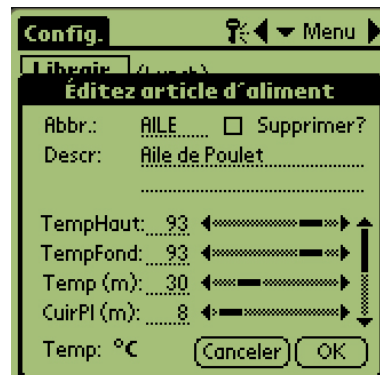 Config. Menu
Librair (Lunch)
Éditez article d´aliment
Abbr.: AILE Supprimer?
Descr: Aile de Poulet
TempHaut: 93
TempFond: 93
Temp (m): 30
CuirPl (m): 8
Temp: °C Canceler OK